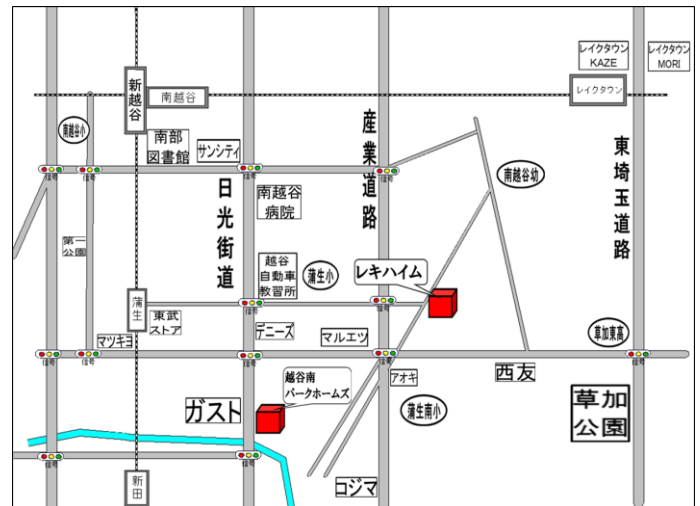 レイクタウン
KAZE
レイクタウン
MORI
新越谷
南越谷
レイクタウン
南越谷小
南部
図書館
サンシティ
産業道路
南越谷幼
東埼玉道路
信号
信号
信号
信号
日光街道
南越谷
病院
第一
公園
越谷
自動車
教習所
蒲生小
レキハイム
蒲生
東武
ストア
信号
信号
デニーズ
マルエツ
草加東高
マツキヨ
信号
信号
信号
信号
信号
アオキ
西友
越谷南
パークホームズ
ガスト
蒲生南小
草加
公園
信号
信号
新田
コジマ